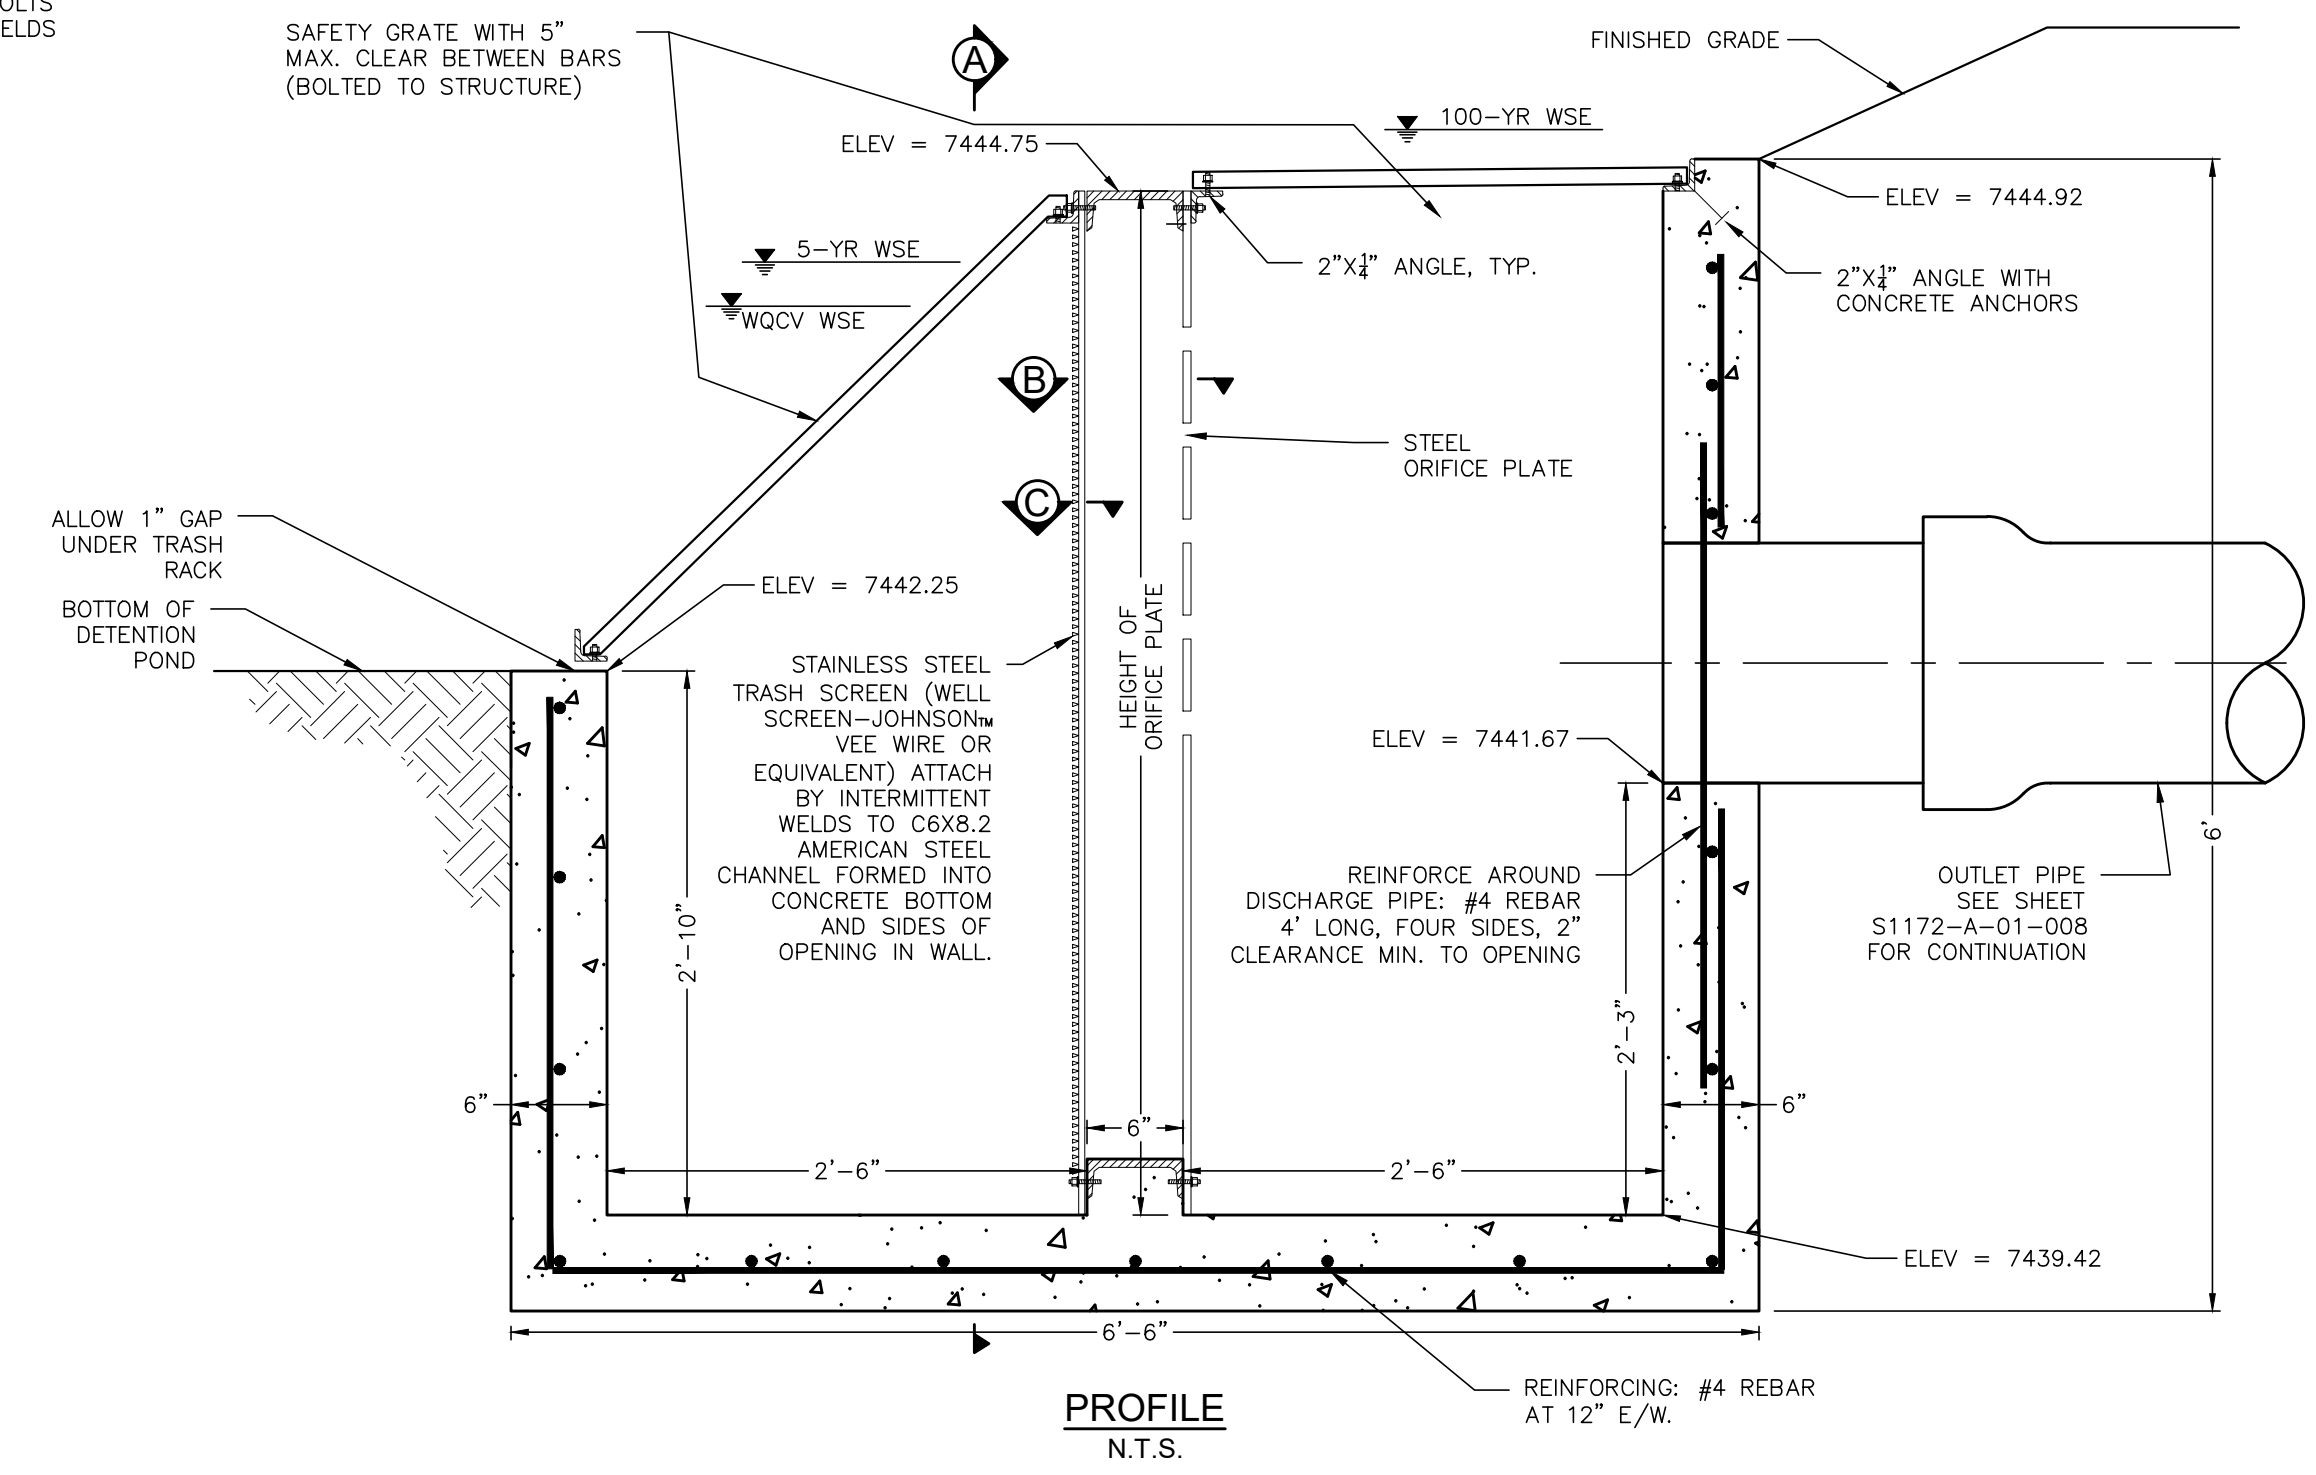 OLTS
ELDS
SAFETY GRATE WITH 5"
MAX. CLEAR BETWEEN BARS
(BOLTED TO STRUCTURE)
A
FINISHED GRADE
100-YR WSE
ELEV = 7444.75
ELEV = 7444.92
5-YR WSE
2"X1/4" ANGLE, TYP.
2"X1/4" ANGLE WITH
CONCRETE ANCHORS
WQCV WSE
B
STEEL
ORIFICE PLATE
C
ALLOW 1" GAP
UNDER TRASH
RACK
ELEV = 7442.25
BOTTOM OF
DETENTION
POND
HEIGHT OF
ORIFICE PLATE
STAINLESS STEEL
TRASH SCREEN (WELL
SCREEN-JOHNSON™
VEE WIRE OR
EQUIVALENT) ATTACH
BY INTERMITTENT
WELDS TO C6X8.2
AMERICAN STEEL
CHANNEL FORMED INTO
CONCRETE BOTTOM
AND SIDES OF
OPENING IN WALL.
ELEV = 7441.67
6'
REINFORCE AROUND
DISCHARGE PIPE: #4 REBAR
4' LONG, FOUR SIDES, 2"
CLEARANCE MIN. TO OPENING
OUTLET PIPE
SEE SHEET
S1172-A-01-008
FOR CONTINUATION
2'-10"
2'-3"
6"
6"
6"
2'-6"
2'-6"
ELEV = 7439.42
6'-6"
REINFORCING: #4 REBAR
AT 12" E/W.
PROFILE
N.T.S.